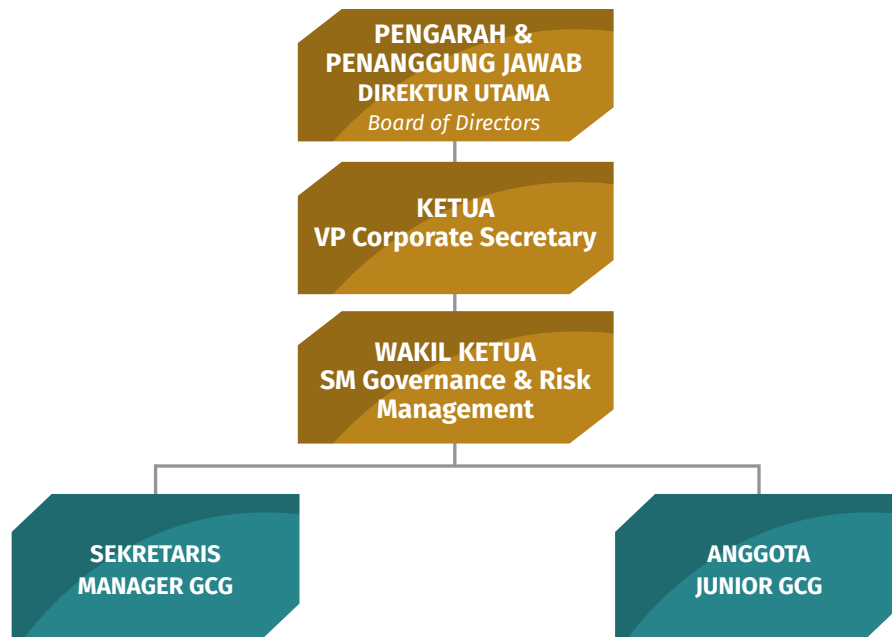 PENGARAH &
PENANGGUNG JAWAB
DIREKTUR UTAMA
Board of Directors
KETUA
VP Corporate Secretary
WAKIL KETUA
SM Governance & Risk
Management
SEKRETARIS
MANAGER GCG
ANGGOTA
JUNIOR GCG